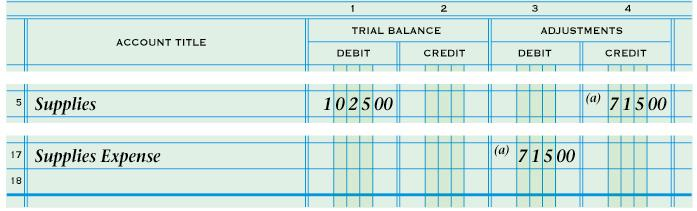 1 2 3 4
TRIAL BALANCE ADJUSTMENTS
ACCOUNT TITLE
DEBIT CREDIT DEBIT CREDIT
5 Supplies 1 0 2 5 00 (a) 7 1 5 00
17 Supplies Expense (a) 7 1 5 00
18